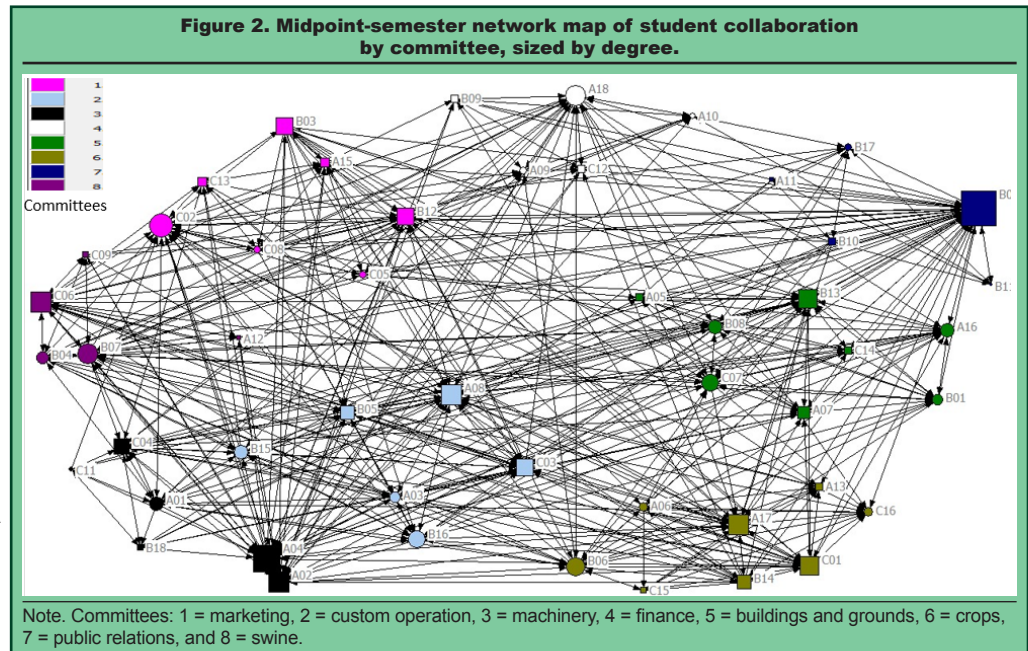 Figure 2. Midpoint-semester network map of student collaboration
by committee, sized by degree.
1
2
3
4
5
6
7
8
Committees
A18
B09
A10
B03
B17
A15
A09
C12
C13
A11
B0
C02
B12
B10
C08
C09
C05
B11
C06
A05
B13
B08
A16
A12
B04
B07
C14
C07
A08
B01
B05
A07
C04
B15
C03
C11
A03
A13
A01
A06
C16
A17
B18
B16
A04
B06
C01
A02
B14
C15
Note. Committees: 1 = marketing, 2 = custom operation, 3 = machinery, 4 = finance, 5 = buildings and grounds, 6 = crops,
7 = public relations, and 8 = swine.